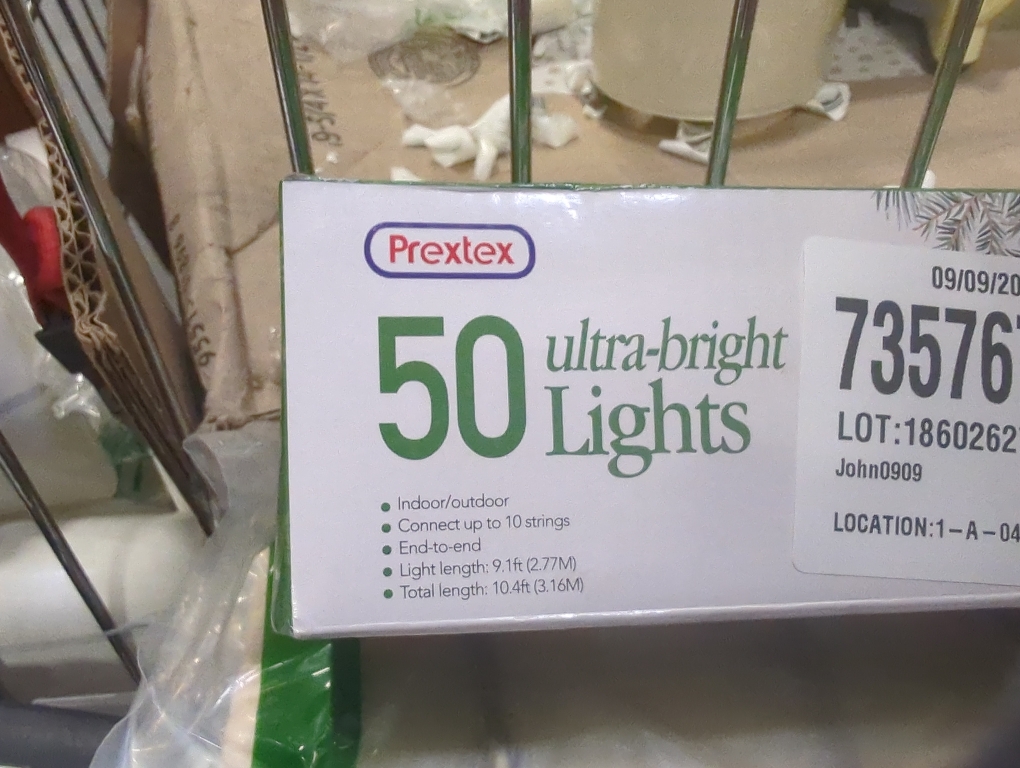 Prextex
50 ultra-bright
Lights
Indoor/outdoor
Connect up to 10 strings
End-to-end
Light length: 9.1ft (2.77M)
Total length: 10.4ft (3.16M)
09/09/20
73576
LOT:1860262
John0909
LOCATION:1-A-04